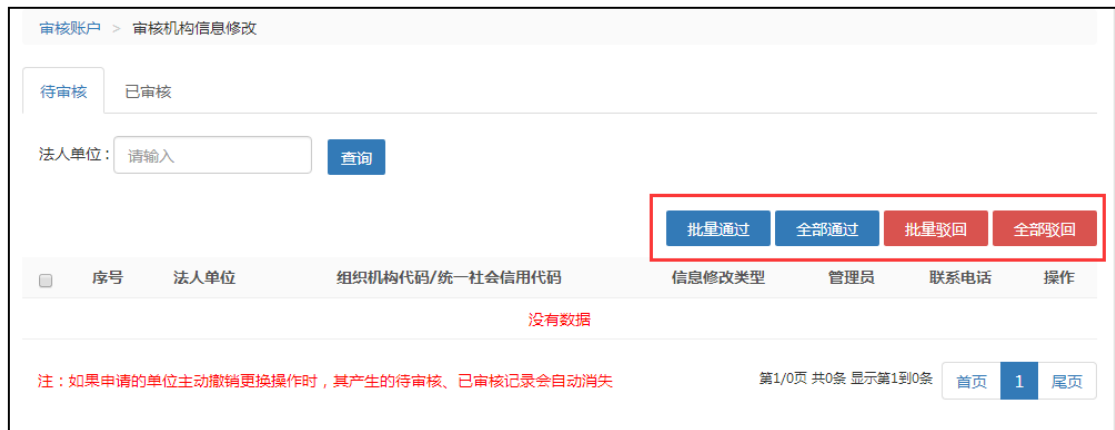 审核账户 > 审核机构信息修改
待审核 已审核
法人单位： 请输入 查询
批量通过 全部通过 批量驳回 全部驳回
序号 法人单位 组织机构代码/统一社会信用代码 信息修改类型 管理员 联系电话 操作
没有数据
注：如果申请的单位主动撤销更换操作时，其产生的待审核、已审核记录会自动消失 第1/0页 共0条 显示第1到0条 首页 1 尾页